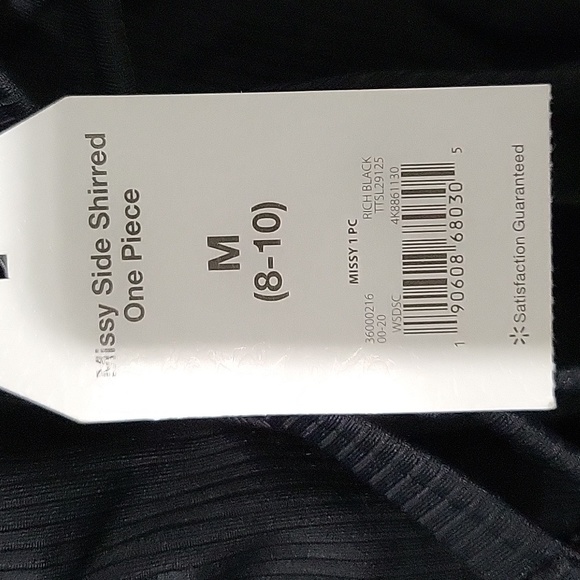 Missy Side Shirred
One Piece
M
(8-10)
MISSY 1 PC
36000216 RICH BLACK
00-20 TTSL29125
WSDSC 4K8861130
1 90608 68030 5
Satisfaction Guaranteed